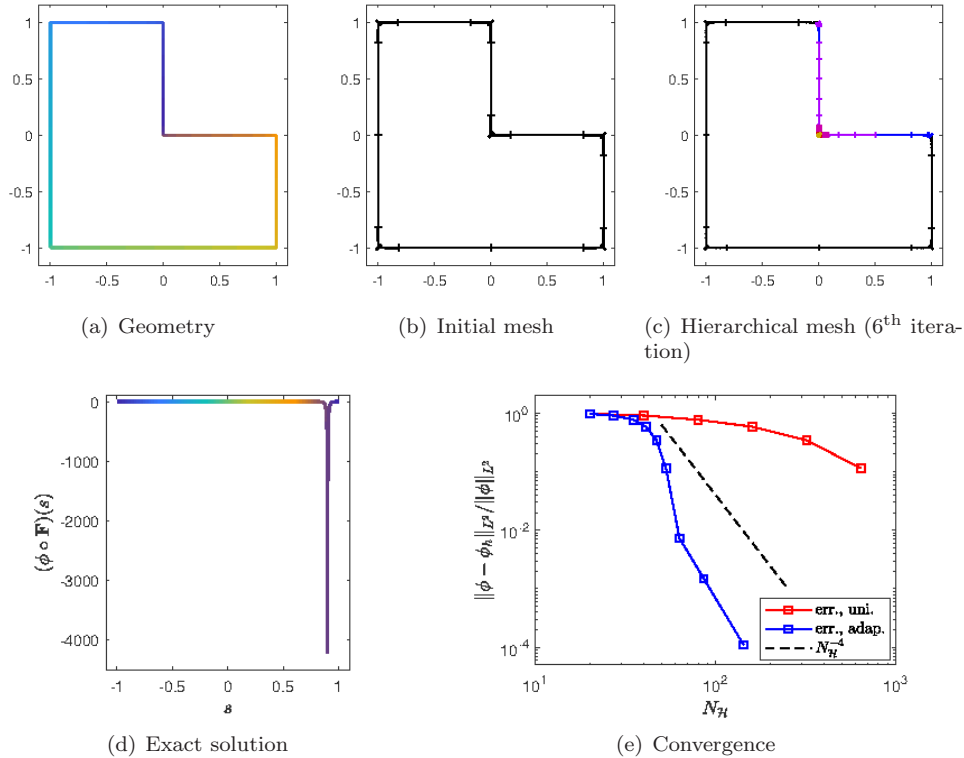 1
0.5
0
-0.5
-1
-1 -0.5 0 0.5 1
(a) Geometry
1
0.5
0
-0.5
-1
-1 -0.5 0 0.5 1
(b) Initial mesh
1
0.5
0
-0.5
-1
-1 -0.5 0 0.5 1
(c) Hierarchical mesh (6th itera-
tion)
(φ ∘ F)(s)
0
-1000
-2000
-3000
-4000
-1 -0.5 0 0.5 1
s
(d) Exact solution
‖φ − φ_h‖_{L²}/‖φ‖_{L²}
10^0
10^-2
10^-4
err., uni.
err., adap.
N_ℋ^{-4}
10^1 10^2 10^3
N_ℋ
(e) Convergence